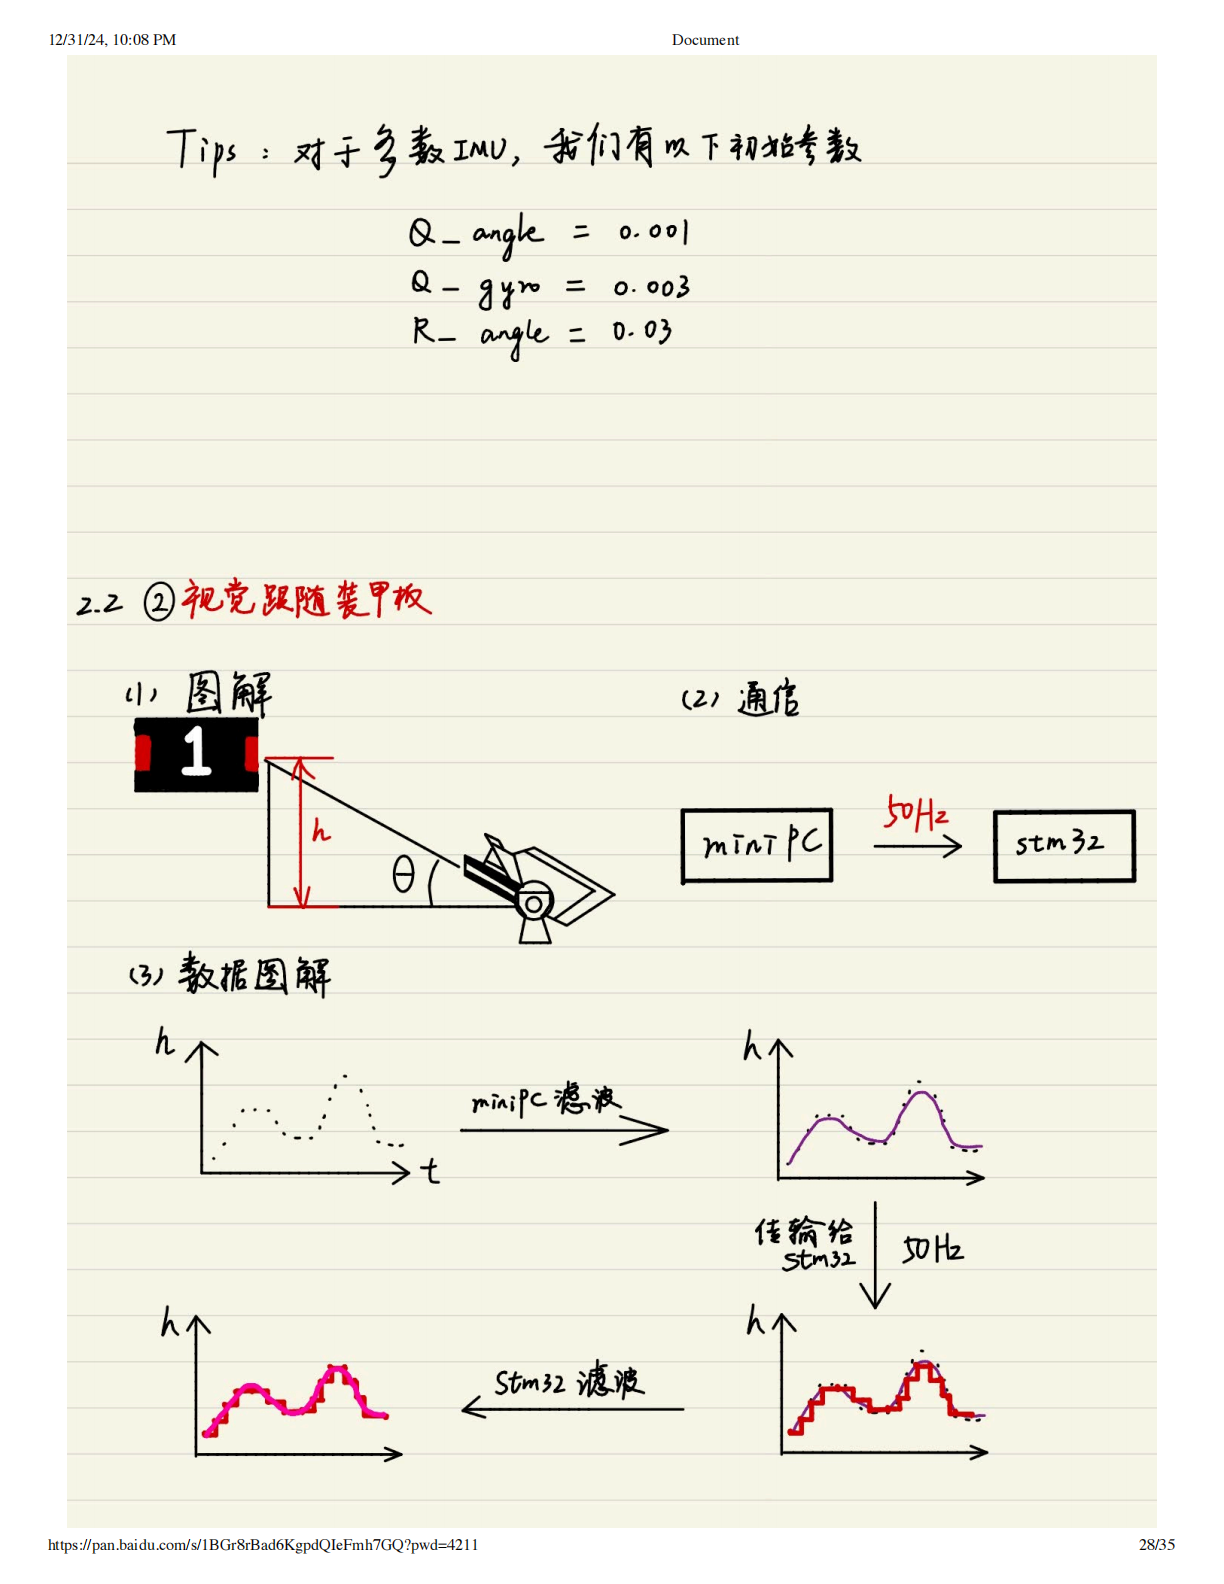 12/31/24, 10:08 PM
Document
Tips：对于多数IMU，我们有以下初始参数
Q_angle = 0.001
Q_gyro = 0.003
R_angle = 0.03
2.2 ②视觉跟随装甲板
(1) 图解
(2) 通信
1
h
θ
miniPC
50Hz
stm32
(3) 数据图解
h
t
miniPC 滤波
h
传输给
stm32
50Hz
h
Stm32 滤波
h
https://pan.baidu.com/s/1BGr8rBad6KgpdQIeFmh7GQ?pwd=4211
28/35